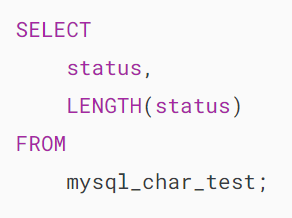 SELECT
status,
LENGTH(status)
FROM
mysql_char_test;